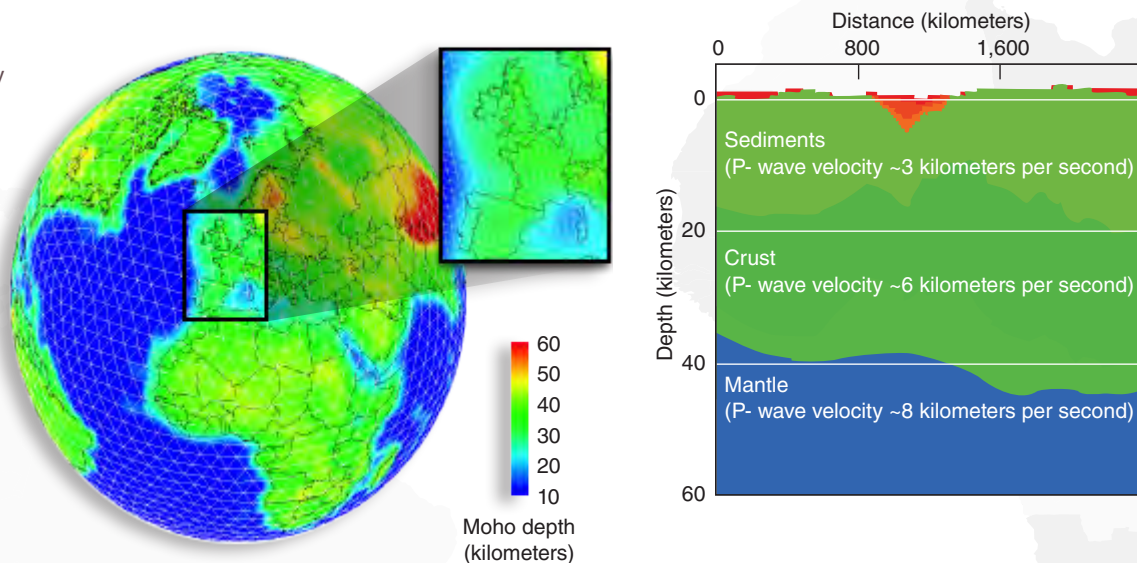 60
50
40
30
20
10
Moho depth
(kilometers)
Distance (kilometers)
0 800 1,600
Depth (kilometers)
0
20
40
60
Sediments
(P- wave velocity ~3 kilometers per second)
Crust
(P- wave velocity ~6 kilometers per second)
Mantle
(P- wave velocity ~8 kilometers per second)